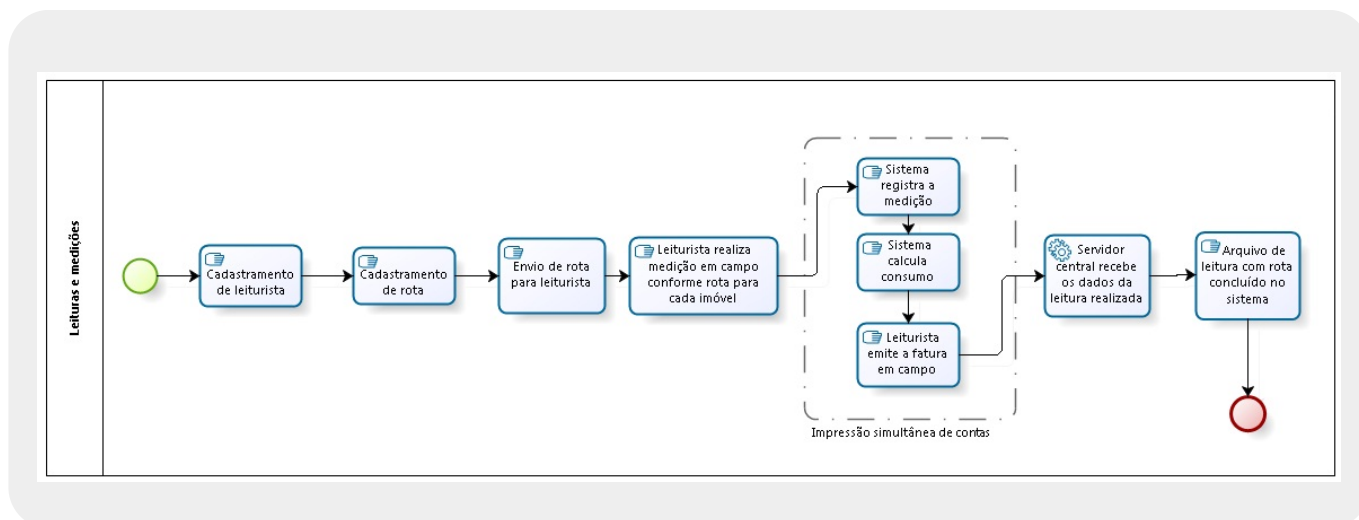 Leituras e medições
Cadastramento
de leiturista
Cadastramento
de rota
Envio de rota
para leiturista
Leiturista realiza
medição em campo
conforme rota para
cada imóvel
Sistema
registra a
medição
Sistema
calcula
consumo
Leiturista
emite a fatura
em campo
Impressão simultânea de contas
Servidor
central recebe
os dados da
leitura realizada
Arquivo de
leitura com rota
concluído no
sistema